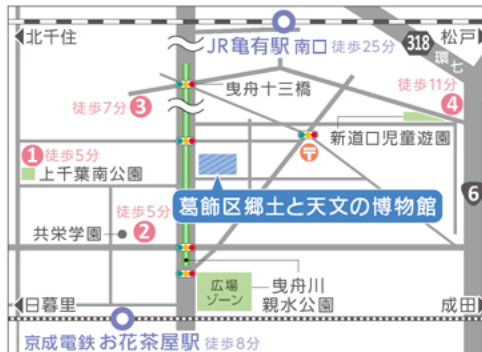 北千住
JR亀有駅 南口 徒歩25分
318
環七
松戸
曳舟十三橋
徒歩11分
4
徒歩7分 3
新道口児童遊園
1 徒歩5分
上千葉南公園
〒
葛飾区郷土と天文の博物館
6
徒歩5分
共栄学園 2
広場
ゾーン
曳舟川
親水公園
日暮里
成田
京成電鉄 お花茶屋駅 徒歩8分